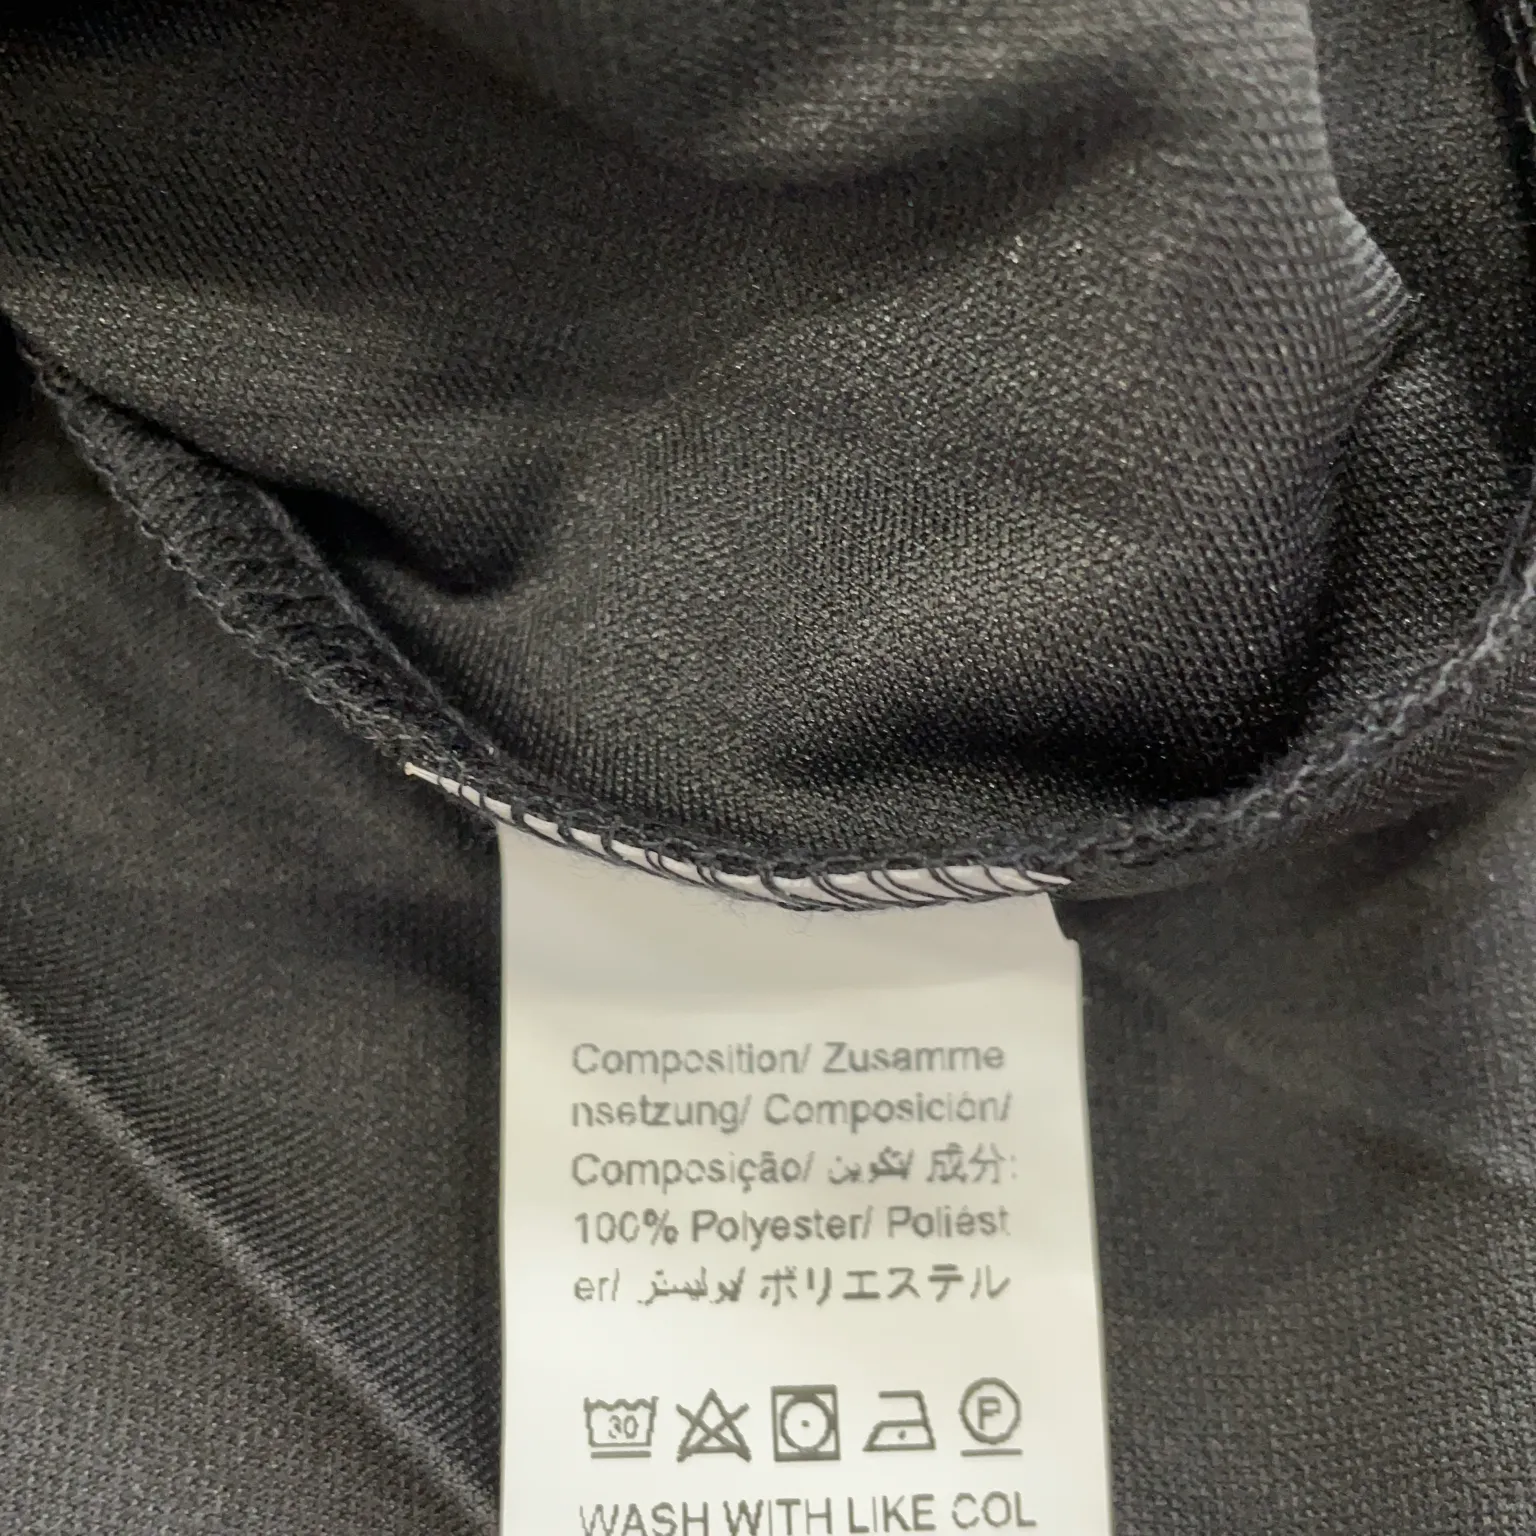 Composition/ Zusamme
nsetzung/ Composición/
Composição/ تكوين/ 成分:
100% Polyester/ Poliést
er/ بوليستر/ ポリエステル
30
P
WASH WITH LIKE COL